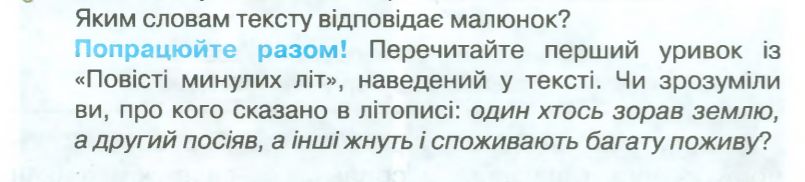 Яким словам тексту відповідає малюнок?
Попрацюйте разом! Перечитайте перший уривок із
«Повісті минулих літ», наведений у тексті. Чи зрозуміли
ви, про кого сказано в літописі: один хтось зорав землю,
а другий посіяв, а інші жнуть і споживають багату поживу?